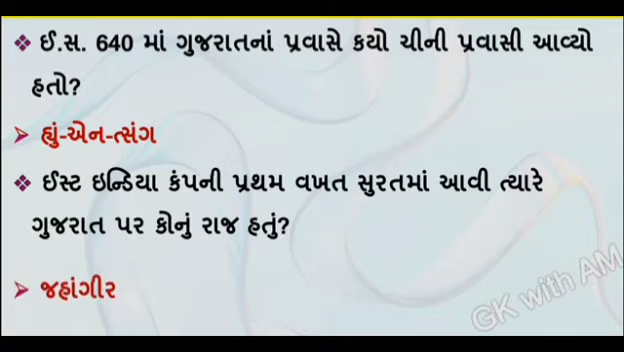 ❖ ઈ.સ. 640 માં ગુજરાતનાં પ્રવાસે કયો ચીની પ્રવાસી આવ્યો
હતો?
➢ હ્યું-એન-ત્સંગ
❖ ઈસ્ટ ઇન્ડિયા કંપની પ્રથમ વખત સુરતમાં આવી ત્યારે
ગુજરાત પર કોનું રાજ હતું?
➢ જહાંગીર
GK with AM